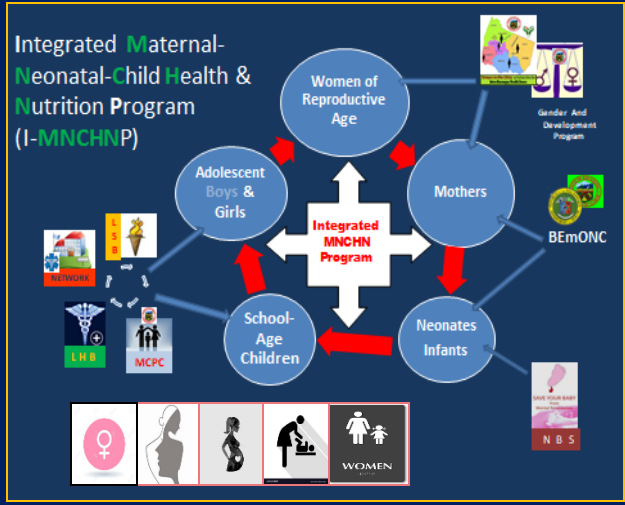 Integrated Maternal-
Neonatal-Child Health &
Nutrition Program
(I-MNCHNP)
Women of
Reproductive
Age
Gender And
Development
Program
Adolescent
Boys &
Girls
Mothers
Integrated
MNCHN
Program
BEmONC
L
S
B
NETWORK
LHB
MCPC
School-
Age
Children
Neonates
Infants
SAVE YOUR BABY
NBS
WOMEN